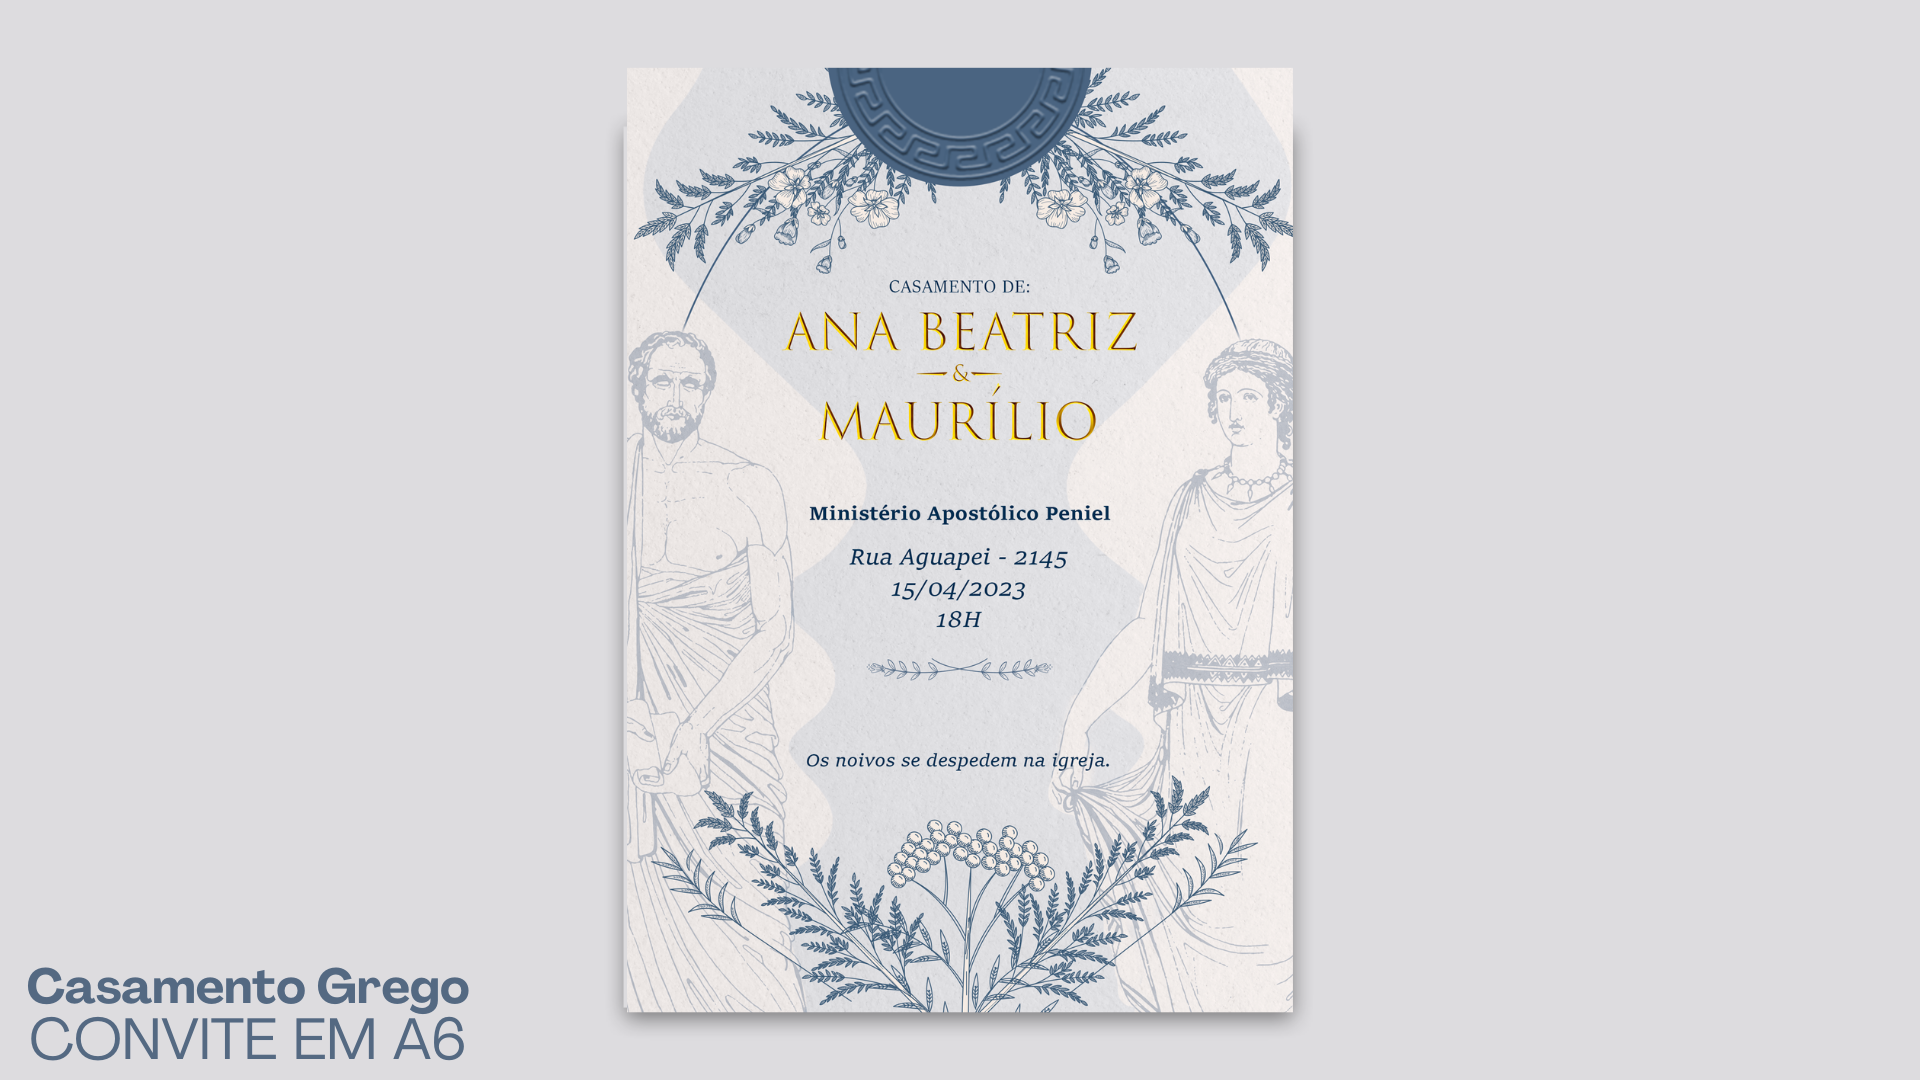 CASAMENTO DE:
ANA BEATRIZ
&
MAURÍLIO
Ministério Apostólico Peniel
Rua Aguapei - 2145
15/04/2023
18H
Os noivos se despedem na igreja.
Casamento Grego
CONVITE EM A6